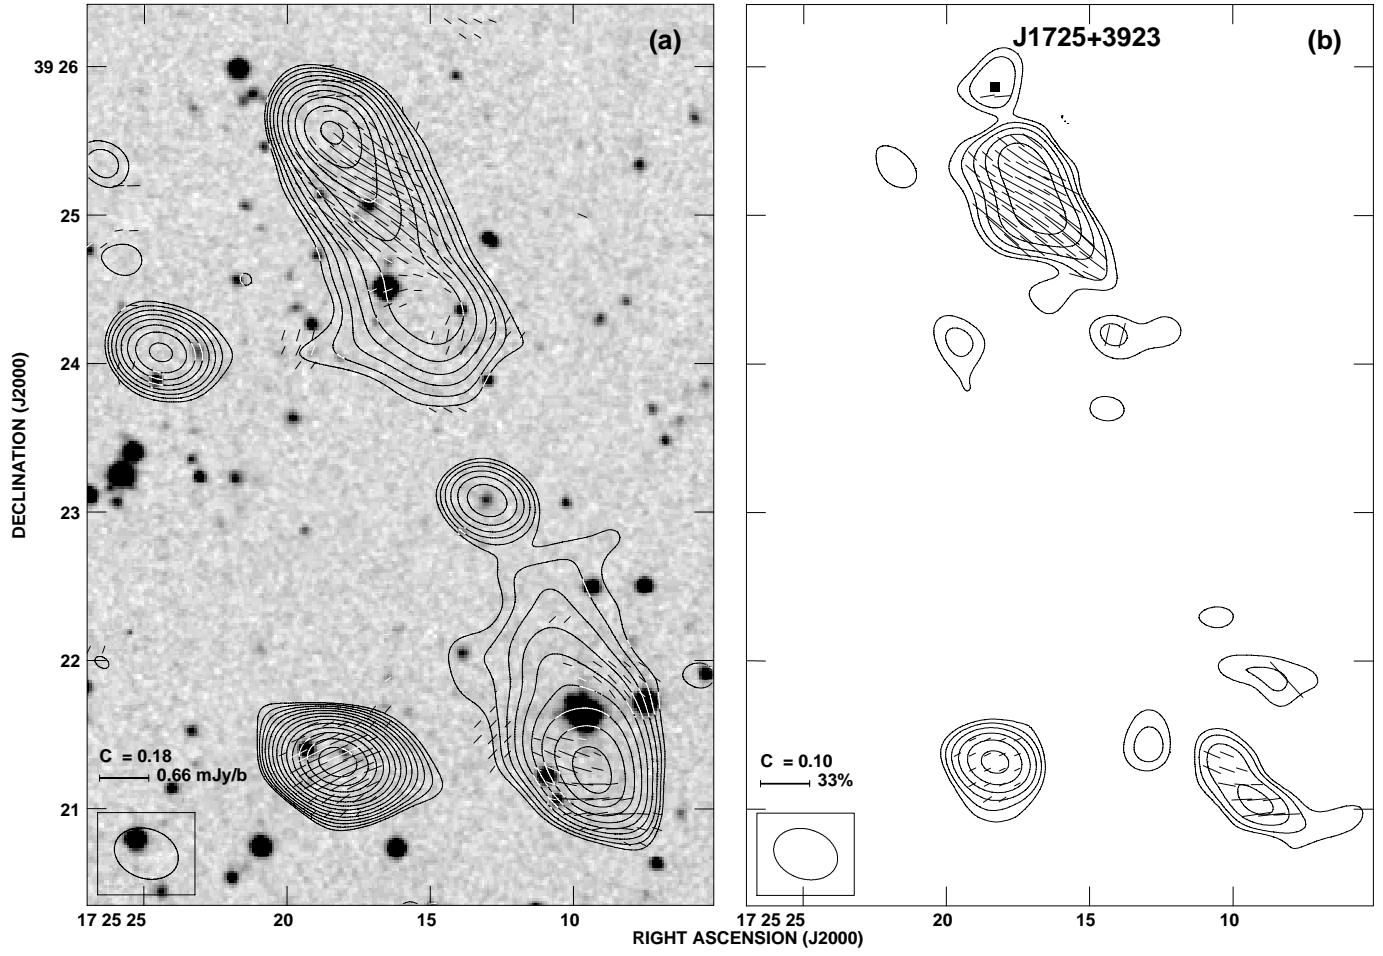 (a)
J1725+3923
(b)
39 26
25
24
23
22
21
DECLINATION (J2000)
C = 0.18
0.66 mJy/b
C = 0.10
33%
17 25 25
20
15
10
17 25 25
20
15
10
RIGHT ASCENSION (J2000)